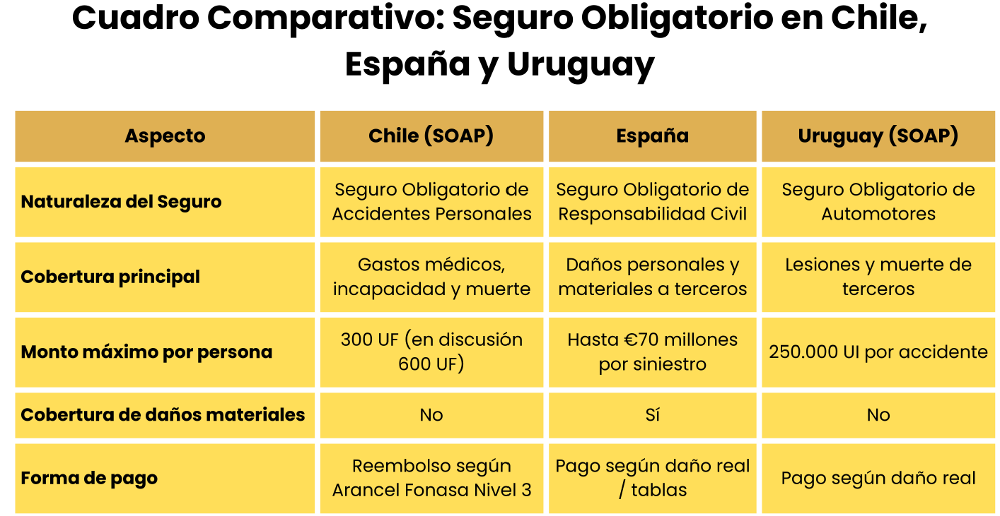 Cuadro Comparativo: Seguro Obligatorio en Chile,
España y Uruguay
Aspecto
Chile (SOAP)
España
Uruguay (SOAP)
Naturaleza del Seguro
Seguro Obligatorio de
Accidentes Personales
Seguro Obligatorio de
Responsabilidad Civil
Seguro Obligatorio de
Automotores
Cobertura principal
Gastos médicos,
incapacidad y muerte
Daños personales y
materiales a terceros
Lesiones y muerte de
terceros
Monto máximo por persona
300 UF (en discusión
600 UF)
Hasta €70 millones
por siniestro
250.000 UI por accidente
Cobertura de daños materiales
No
Sí
No
Forma de pago
Reembolso según
Arancel Fonasa Nivel 3
Pago según daño real
/ tablas
Pago según daño real